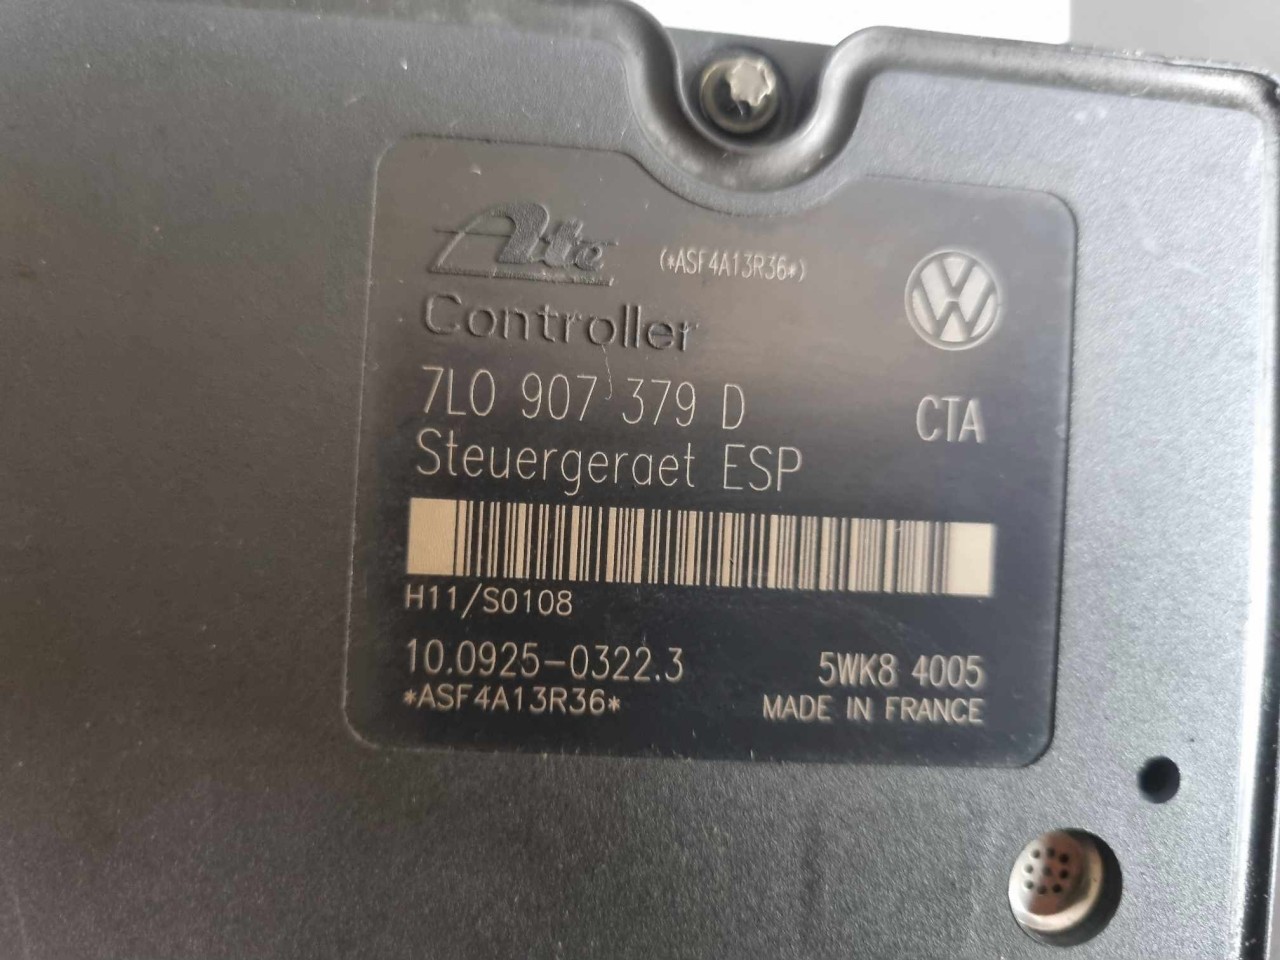 Ate (*ASF4A13R36*)
Controller
7L0 907 379 D CTA
Steuergeraet ESP
H11/S0108
10.0925-0322.3 5WK8 4005
*ASF4A13R36* MADE IN FRANCE